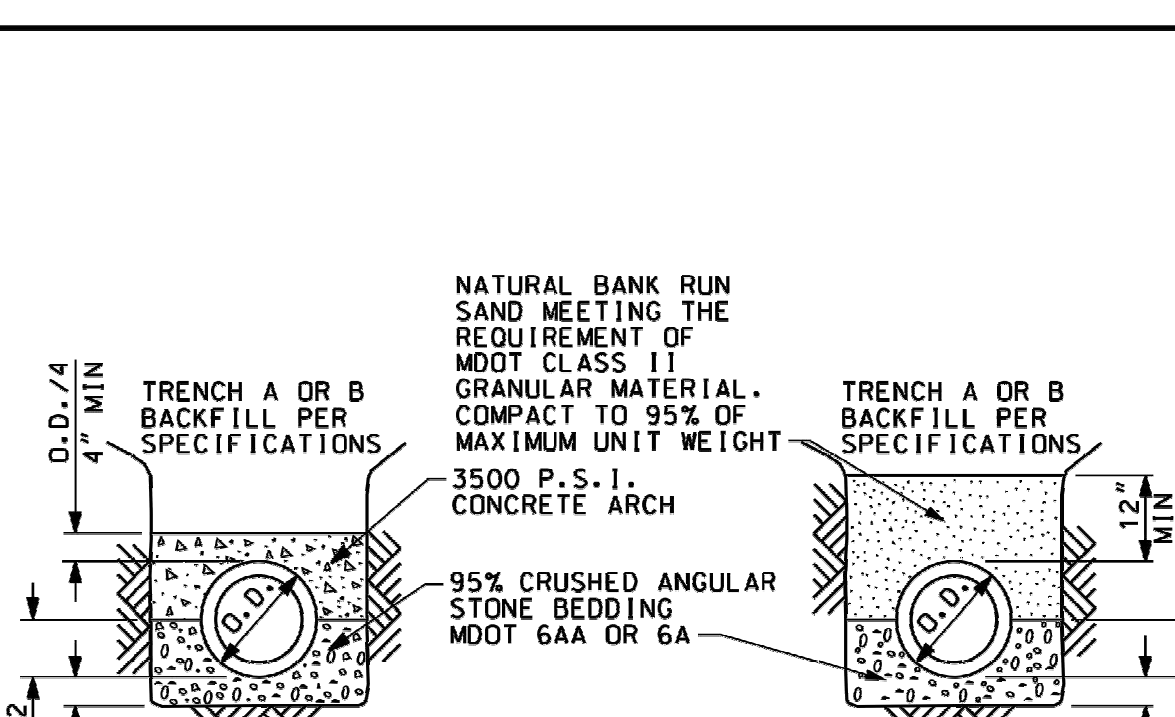 NATURAL BANK RUN
SAND MEETING THE
REQUIREMENT OF
MDOT CLASS II
GRANULAR MATERIAL.
COMPACT TO 95% OF
MAXIMUM UNIT WEIGHT
O.D./4
4" MIN
TRENCH A OR B
BACKFILL PER
SPECIFICATIONS
TRENCH A OR B
BACKFILL PER
SPECIFICATIONS
3500 P.S.I.
CONCRETE ARCH
12"
MIN
95% CRUSHED ANGULAR
STONE BEDDING
MDOT 6AA OR 6A
O.D.
O.D.
2